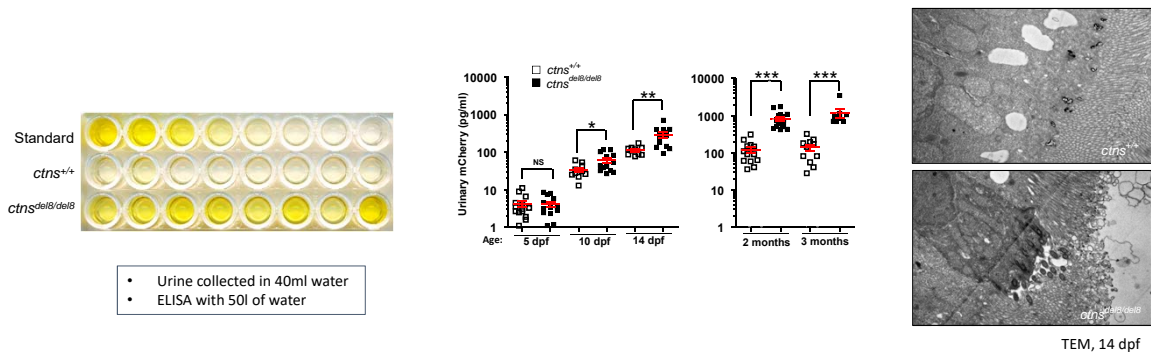 Standard
ctns+/+
ctnsdel8/del8
• Urine collected in 40ml water
• ELISA with 50l of water
Urinary mCherry (pg/ml)
ctns+/+
ctnsdel8/del8
10000
1000
100
10
1
NS
*
**
Age:
5 dpf
10 dpf
14 dpf
10000
1000
100
10
1
***
***
2 months
3 months
ctns+/+
ctnsdel8/del8
TEM, 14 dpf